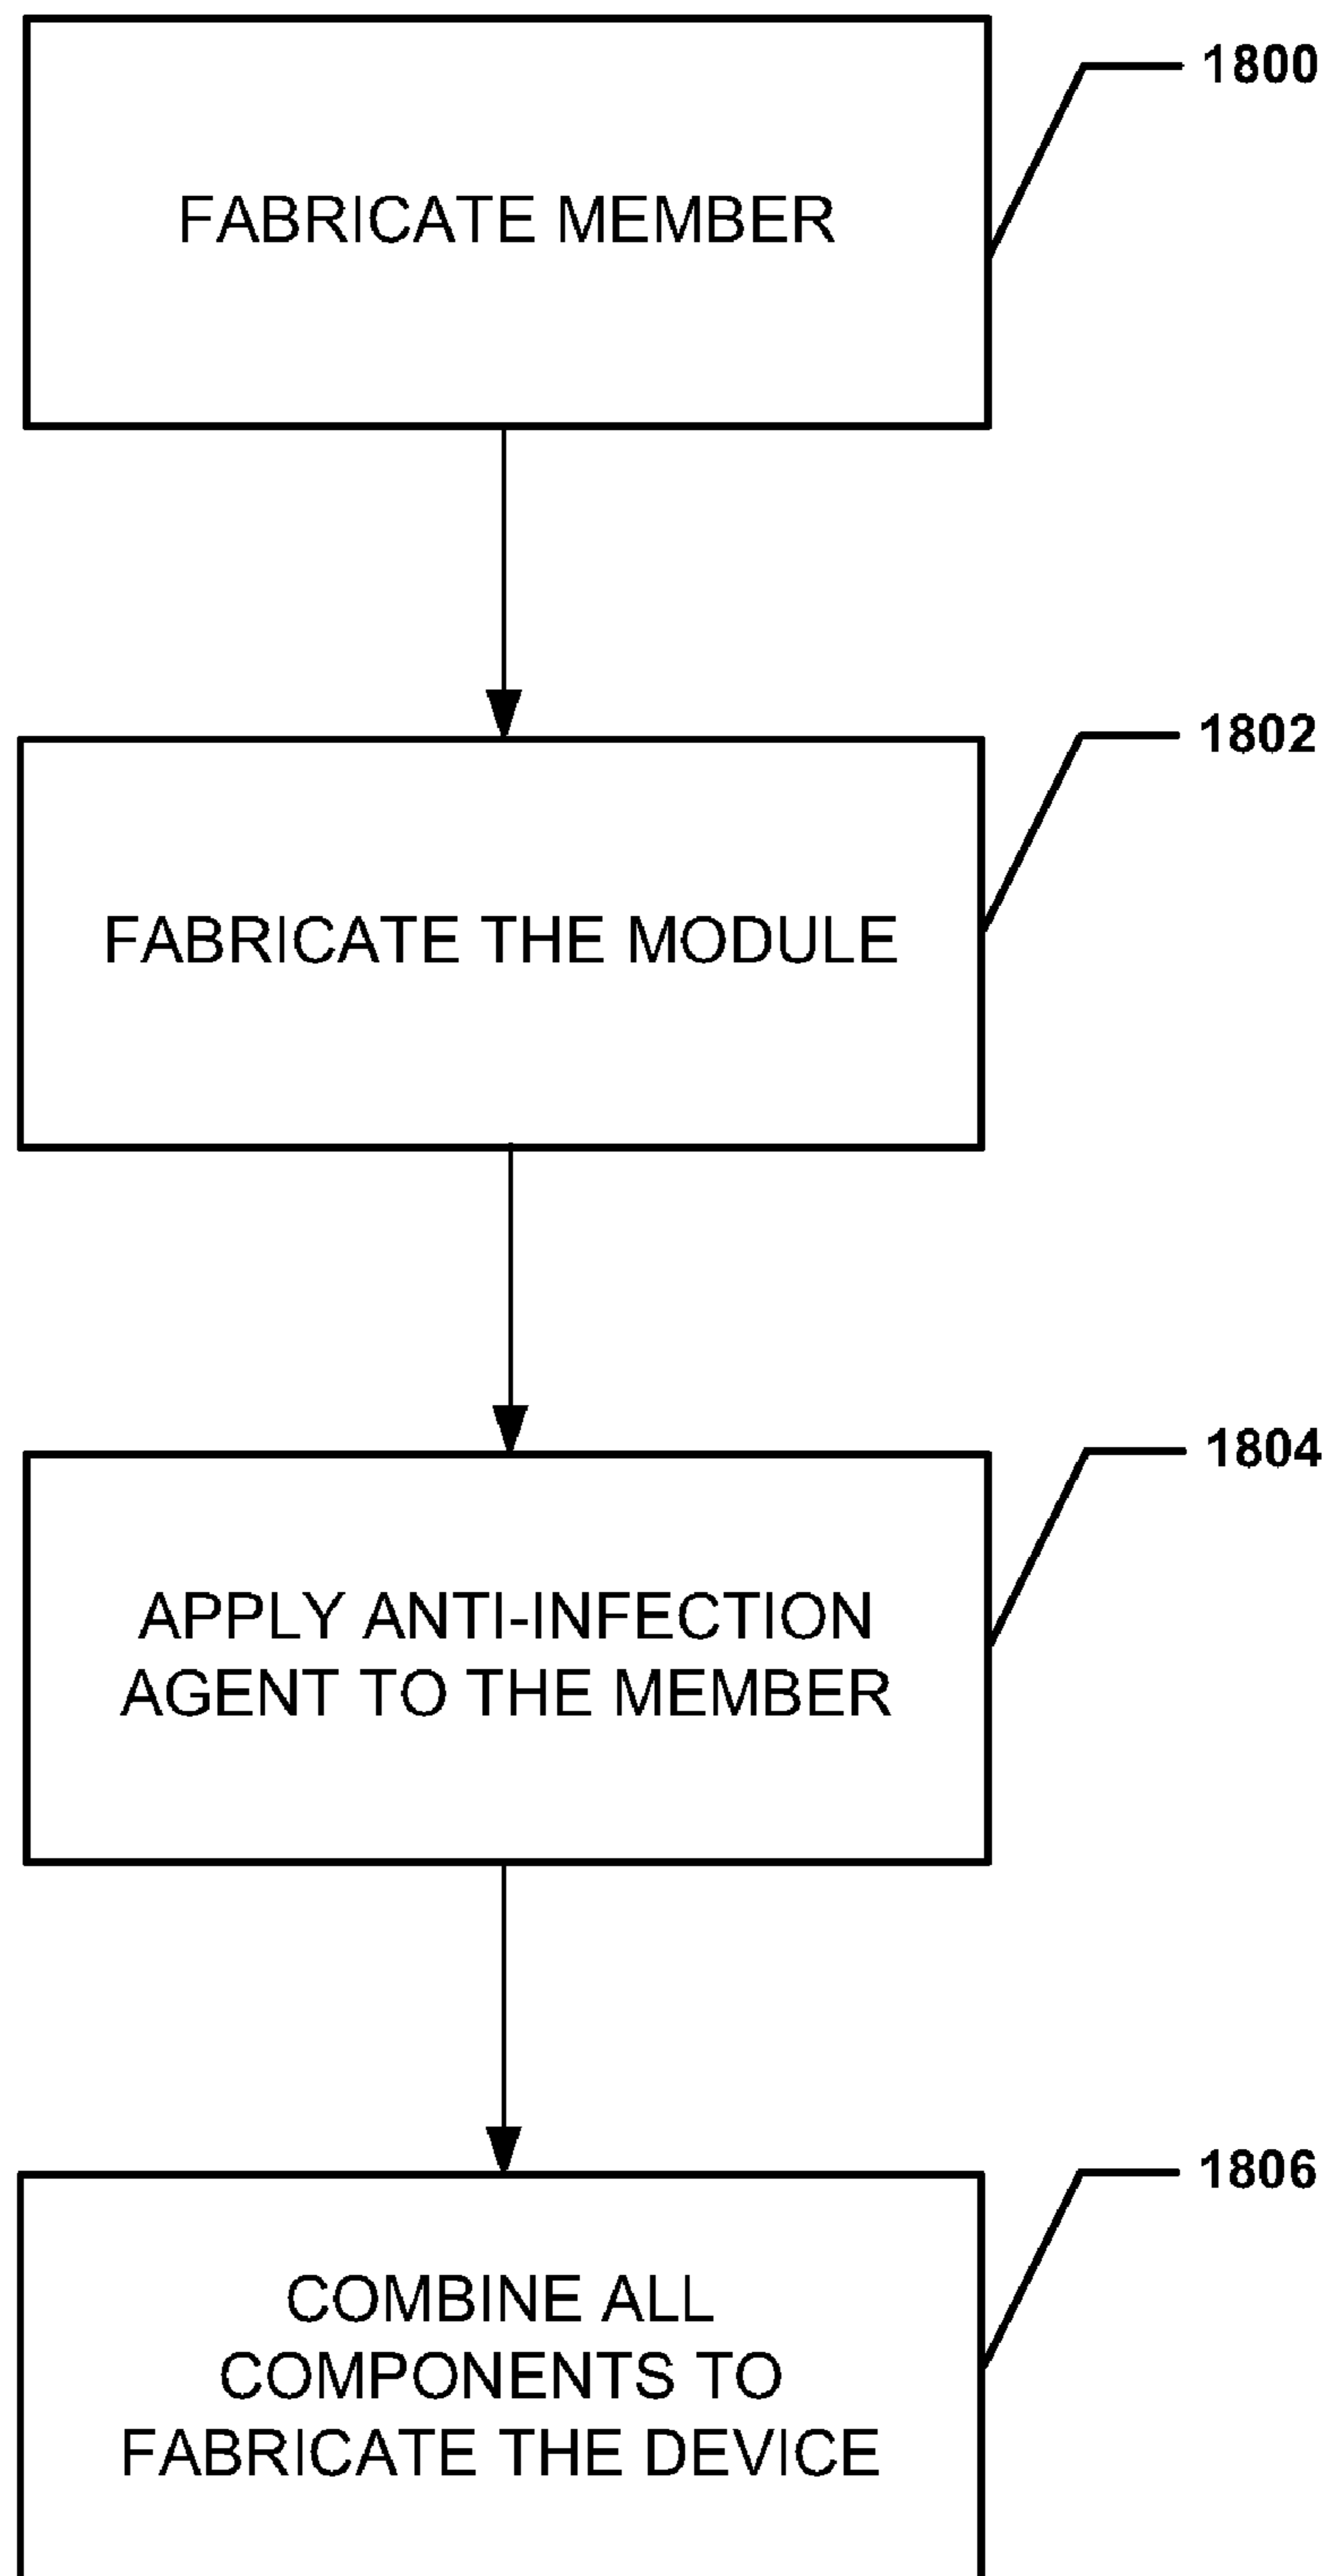 1800
FABRICATE MEMBER
1802
FABRICATE THE MODULE
1804
APPLY ANTI-INFECTION
AGENT TO THE MEMBER
1806
COMBINE ALL
COMPONENTS TO
FABRICATE THE DEVICE